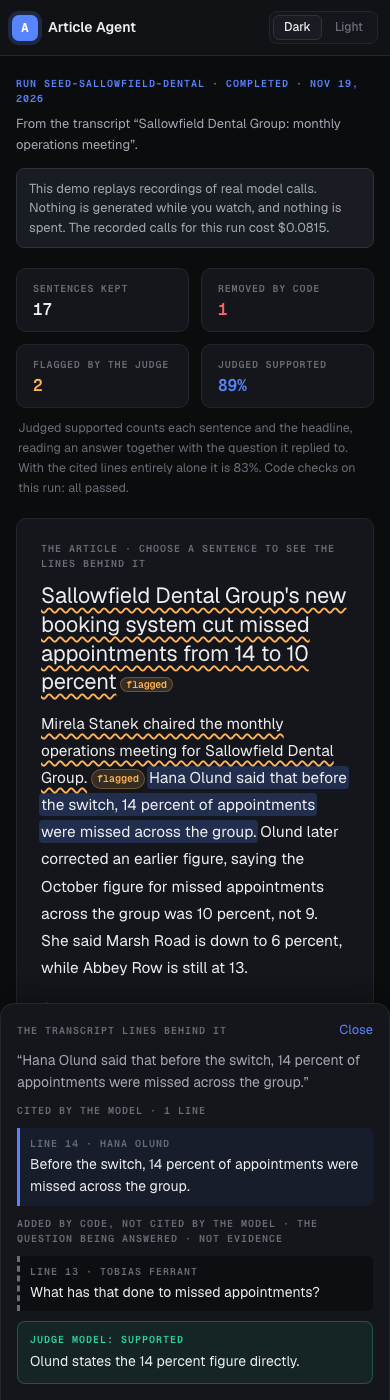 A Article Agent Dark Light
RUN SEED-SALLOWFIELD-DENTAL · COMPLETED · NOV 19,
2026
From the transcript “Sallowfield Dental Group: monthly
operations meeting”.
This demo replays recordings of real model calls.
Nothing is generated while you watch, and nothing is
spent. The recorded calls for this run cost $0.0815.
SENTENCES KEPT
17
REMOVED BY CODE
1
FLAGGED BY THE JUDGE
2
JUDGED SUPPORTED
89%
Judged supported counts each sentence and the headline,
reading an answer together with the question it replied to.
With the cited lines entirely alone it is 83%. Code checks on
this run: all passed.
THE ARTICLE · CHOOSE A SENTENCE TO SEE THE
LINES BEHIND IT
Sallowfield Dental Group's new
booking system cut missed
appointments from 14 to 10
percent flagged
Mirela Stanek chaired the monthly
operations meeting for Sallowfield Dental
Group. flagged Hana Olund said that before
the switch, 14 percent of appointments
were missed across the group. Olund later
corrected an earlier figure, saying the
October figure for missed appointments
across the group was 10 percent, not 9.
She said Marsh Road is down to 6 percent,
while Abbey Row is still at 13.
THE TRANSCRIPT LINES BEHIND IT Close
“Hana Olund said that before the switch, 14 percent of
appointments were missed across the group.”
CITED BY THE MODEL · 1 LINE
LINE 14 · HANA OLUND
Before the switch, 14 percent of appointments were
missed across the group.
ADDED BY CODE, NOT CITED BY THE MODEL · THE
QUESTION BEING ANSWERED · NOT EVIDENCE
LINE 13 · TOBIAS FERRANT
What has that done to missed appointments?
JUDGE MODEL: SUPPORTED
Olund states the 14 percent figure directly.